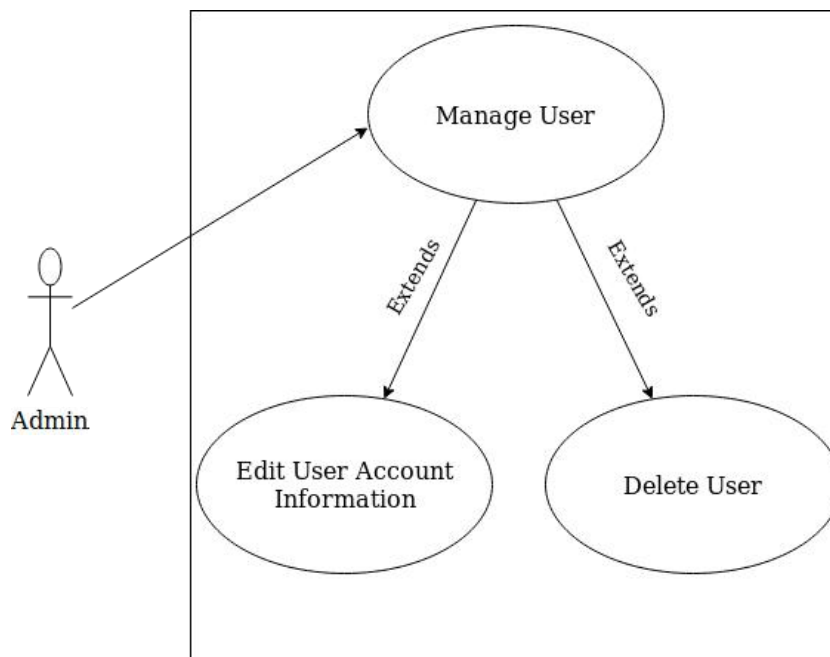 Manage User
Extends
Extends
Admin
Edit User Account
Information
Delete User